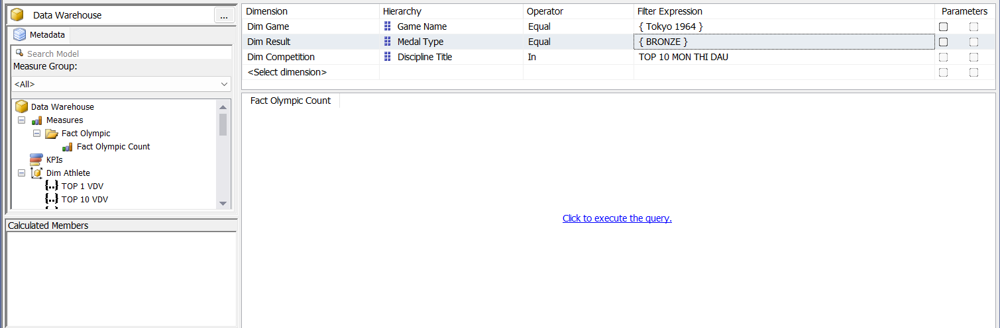 Data Warehouse
...
Metadata
Search Model
Measure Group:
<All>
Data Warehouse
Measures
Fact Olympic
Fact Olympic Count
KPIs
Dim Athlete
TOP 1 VDV
TOP 10 VDV
Calculated Members
Dimension Hierarchy Operator Filter Expression Parameters
Dim Game Game Name Equal { Tokyo 1964 }
Dim Result Medal Type Equal { BRONZE }
Dim Competition Discipline Title In TOP 10 MON THI DAU
<Select dimension>
Fact Olympic Count
Click to execute the query.